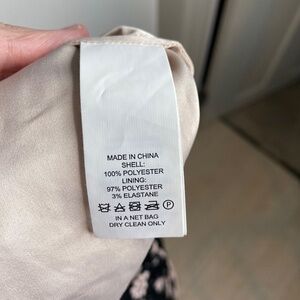 MADE IN CHINA
SHELL:
100% POLYESTER
LINING:
97% POLYESTER
3% ELASTANE
P
IN A NET BAG
DRY CLEAN ONLY